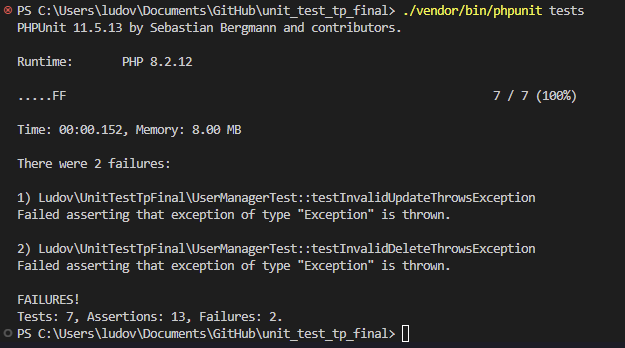 PS C:\Users\ludov\Documents\GitHub\unit_test_tp_final> ./vendor/bin/phpunit tests
PHPUnit 11.5.13 by Sebastian Bergmann and contributors.
Runtime:       PHP 8.2.12
.....FF                                                             7 / 7 (100%)
Time: 00:00.152, Memory: 8.00 MB
There were 2 failures:
1) Ludov\UnitTestTpFinal\UserManagerTest::testInvalidUpdateThrowsException
Failed asserting that exception of type "Exception" is thrown.
2) Ludov\UnitTestTpFinal\UserManagerTest::testInvalidDeleteThrowsException
Failed asserting that exception of type "Exception" is thrown.
FAILURES!
Tests: 7, Assertions: 13, Failures: 2.
PS C:\Users\ludov\Documents\GitHub\unit_test_tp_final>